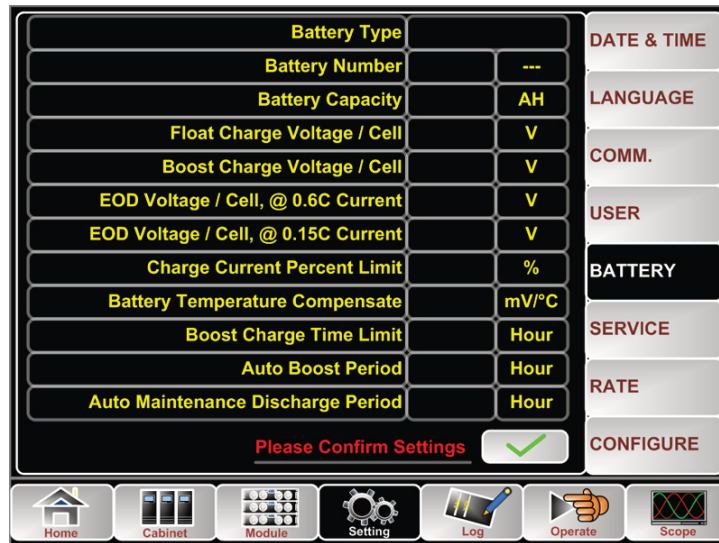 Battery Type
Battery Number ---
Battery Capacity AH
Float Charge Voltage / Cell V
Boost Charge Voltage / Cell V
EOD Voltage / Cell, @ 0.6C Current V
EOD Voltage / Cell, @ 0.15C Current V
Charge Current Percent Limit %
Battery Temperature Compensate mV/°C
Boost Charge Time Limit Hour
Auto Boost Period Hour
Auto Maintenance Discharge Period Hour
Please Confirm Settings
DATE & TIME
LANGUAGE
COMM.
USER
BATTERY
SERVICE
RATE
CONFIGURE
Home
Cabinet
Module
Setting
Log
Operate
Scope